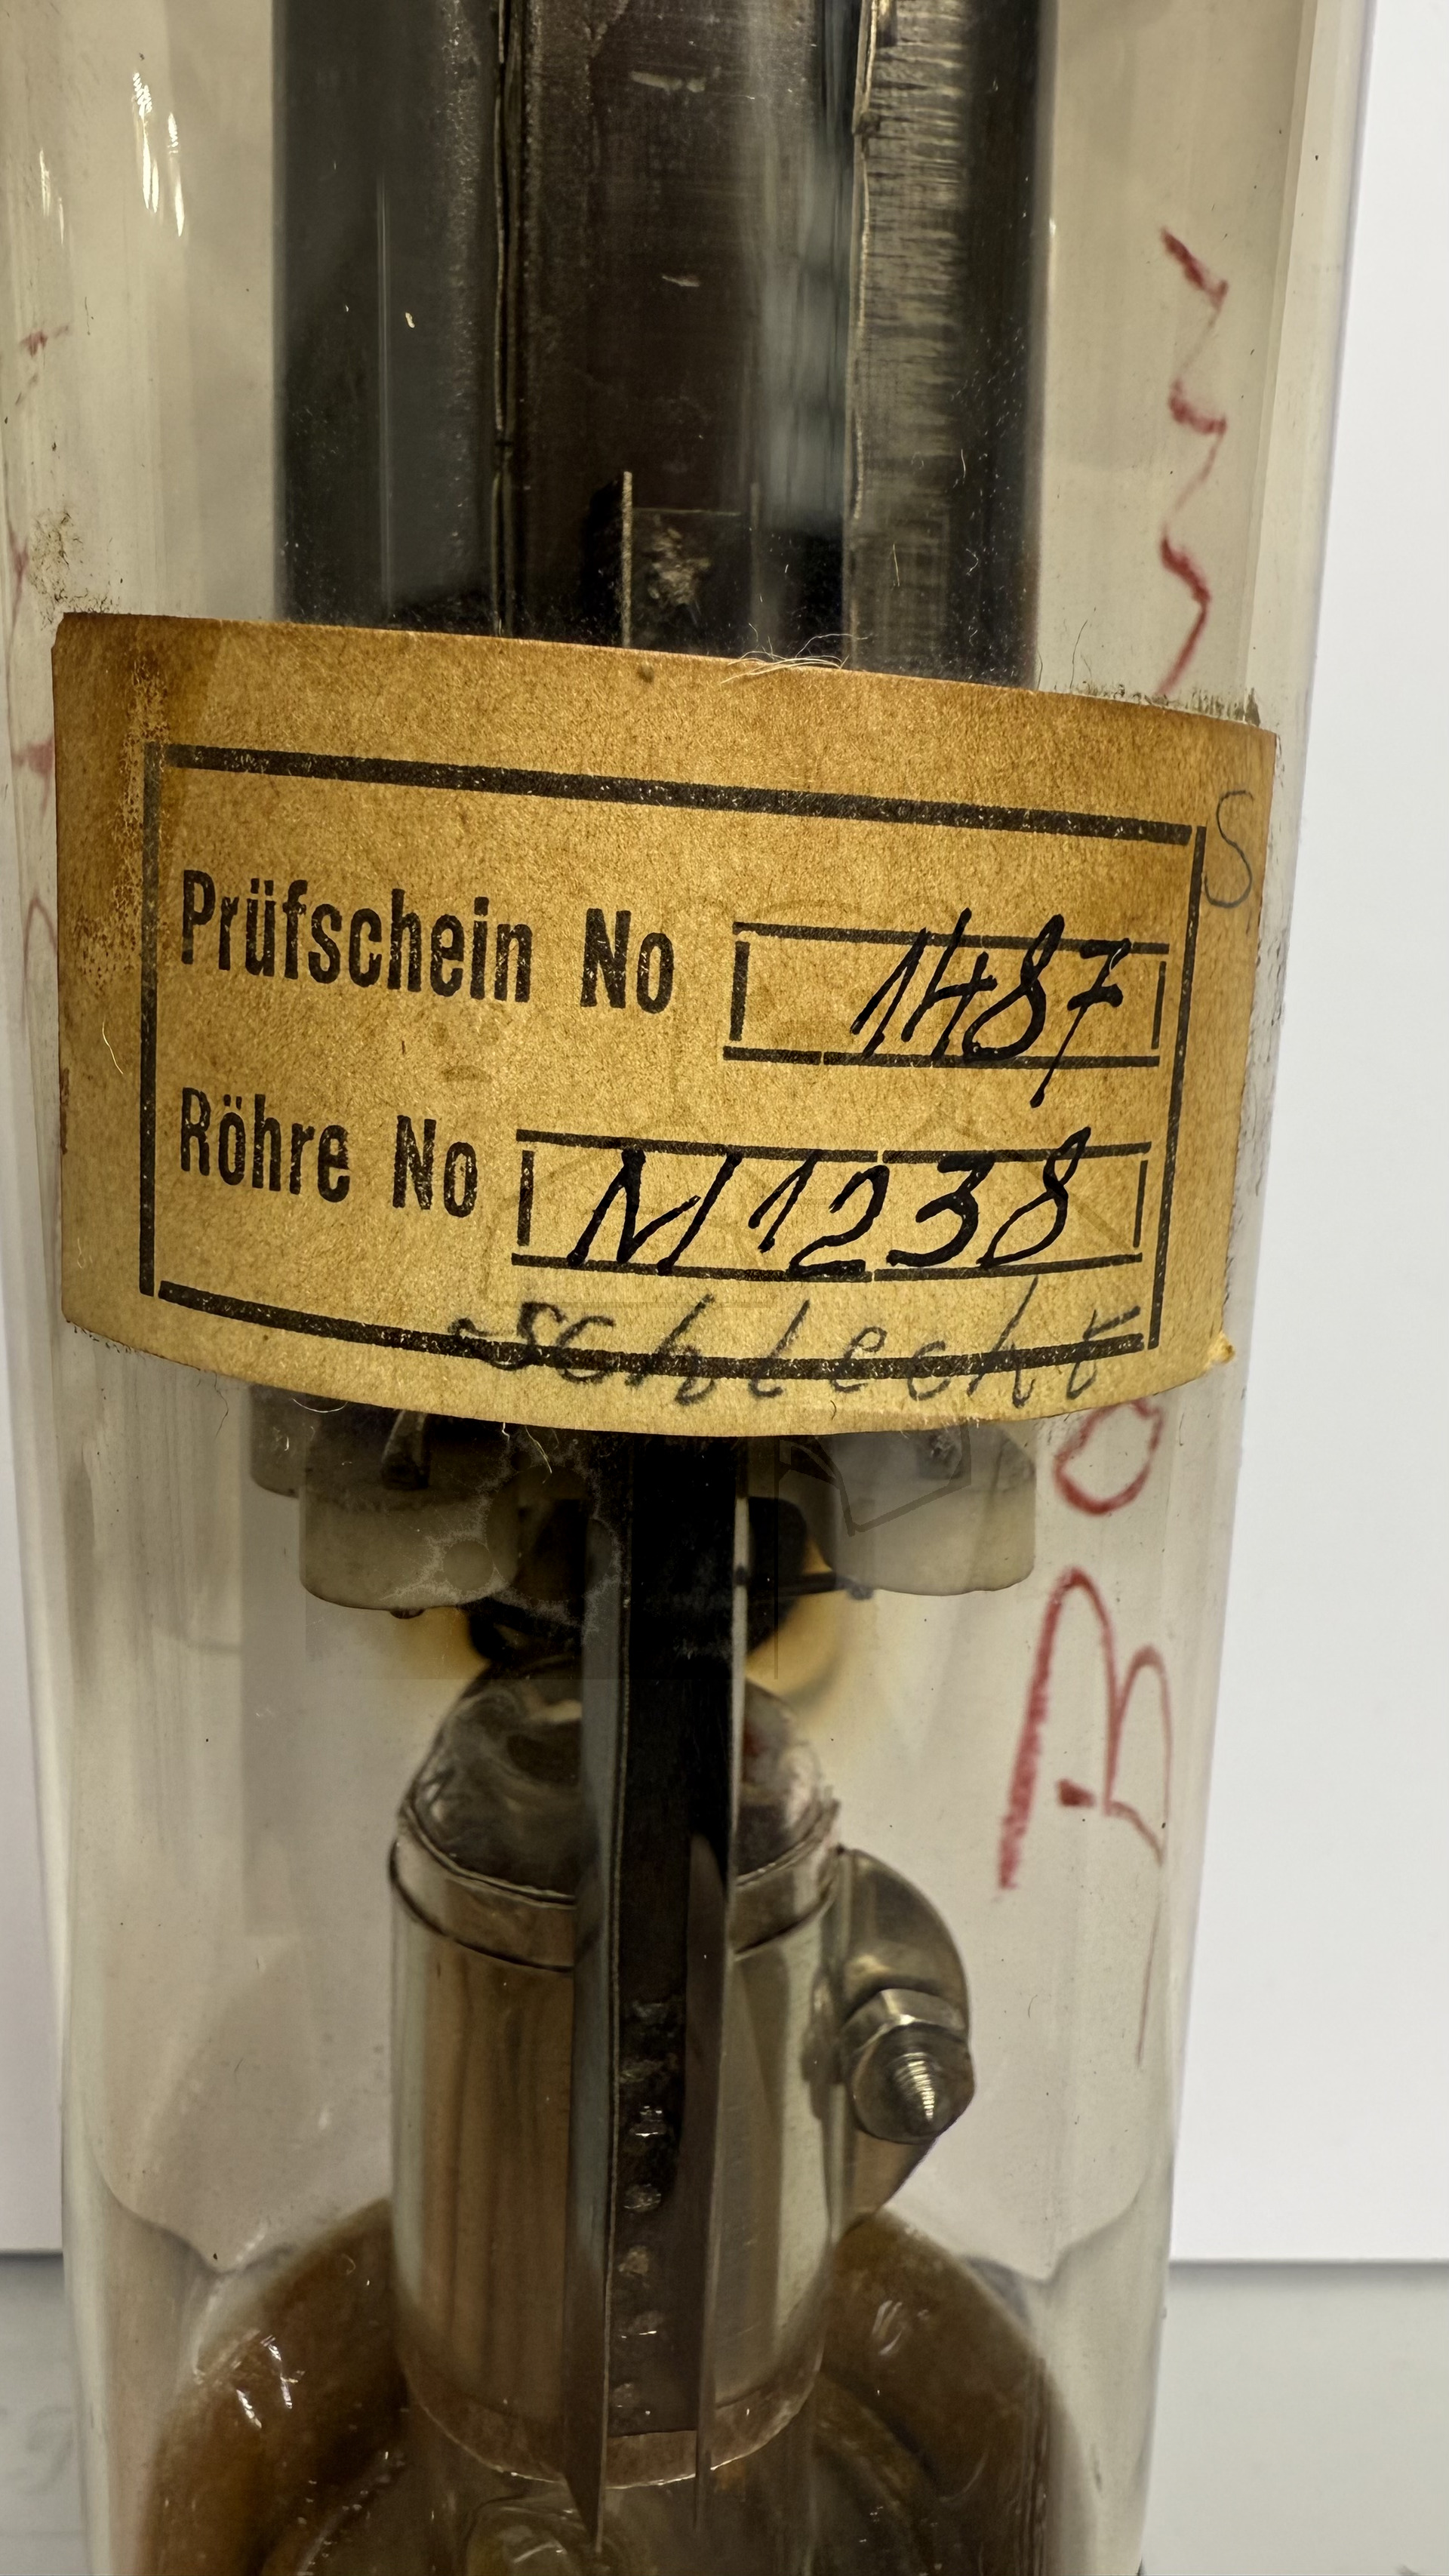 Prüfschein No 1487
Röhre No M1238
schlecht
S